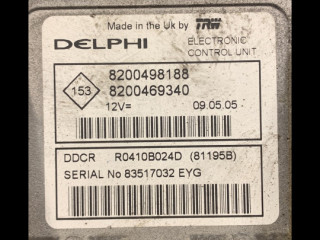 Made in the Uk by TRW
DELPHI
ELECTRONIC
CONTROL UNIT
153
8200498188
8200469340
12V= 09.05.05
DDCR R0410B024D (81195B)
SERIAL No 83517032 EYG